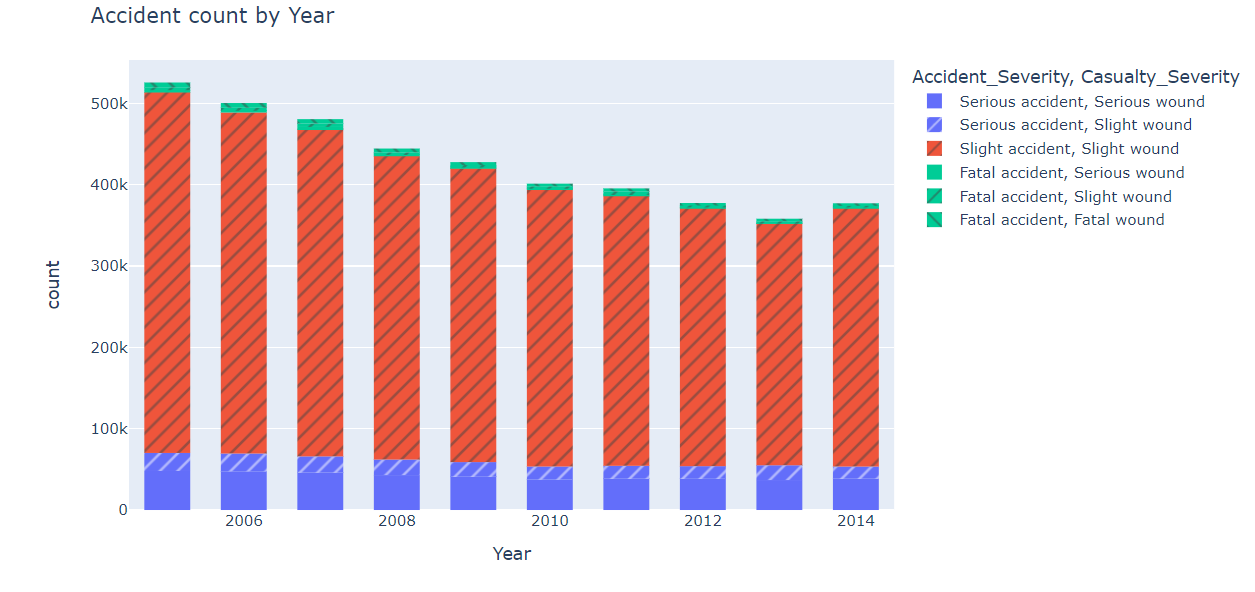 Accident count by Year
500k
400k
300k
200k
100k
0
count
2006
2008
2010
2012
2014
Year
Accident_Severity, Casualty_Severity
Serious accident, Serious wound
Serious accident, Slight wound
Slight accident, Slight wound
Fatal accident, Serious wound
Fatal accident, Slight wound
Fatal accident, Fatal wound